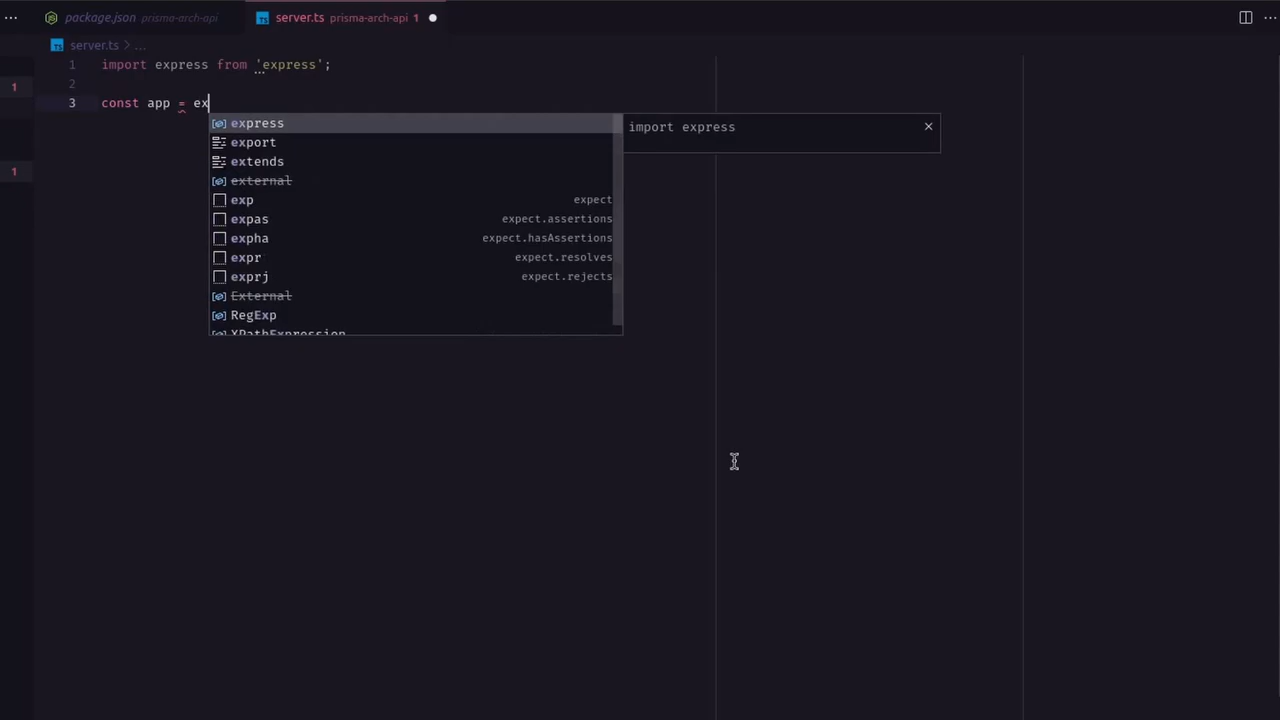 ··· package.json prisma-arch-api server.ts prisma-arch-api 1 ● ···
server.ts > ...
1 import express from 'express';
1
2
3 const app = ex
express import express ×
export
extends
1
external
exp expect
expas expect.assertions
expha expect.hasAssertions
expr expect.resolves
exprj expect.rejects
External
RegExp
XPathExpression